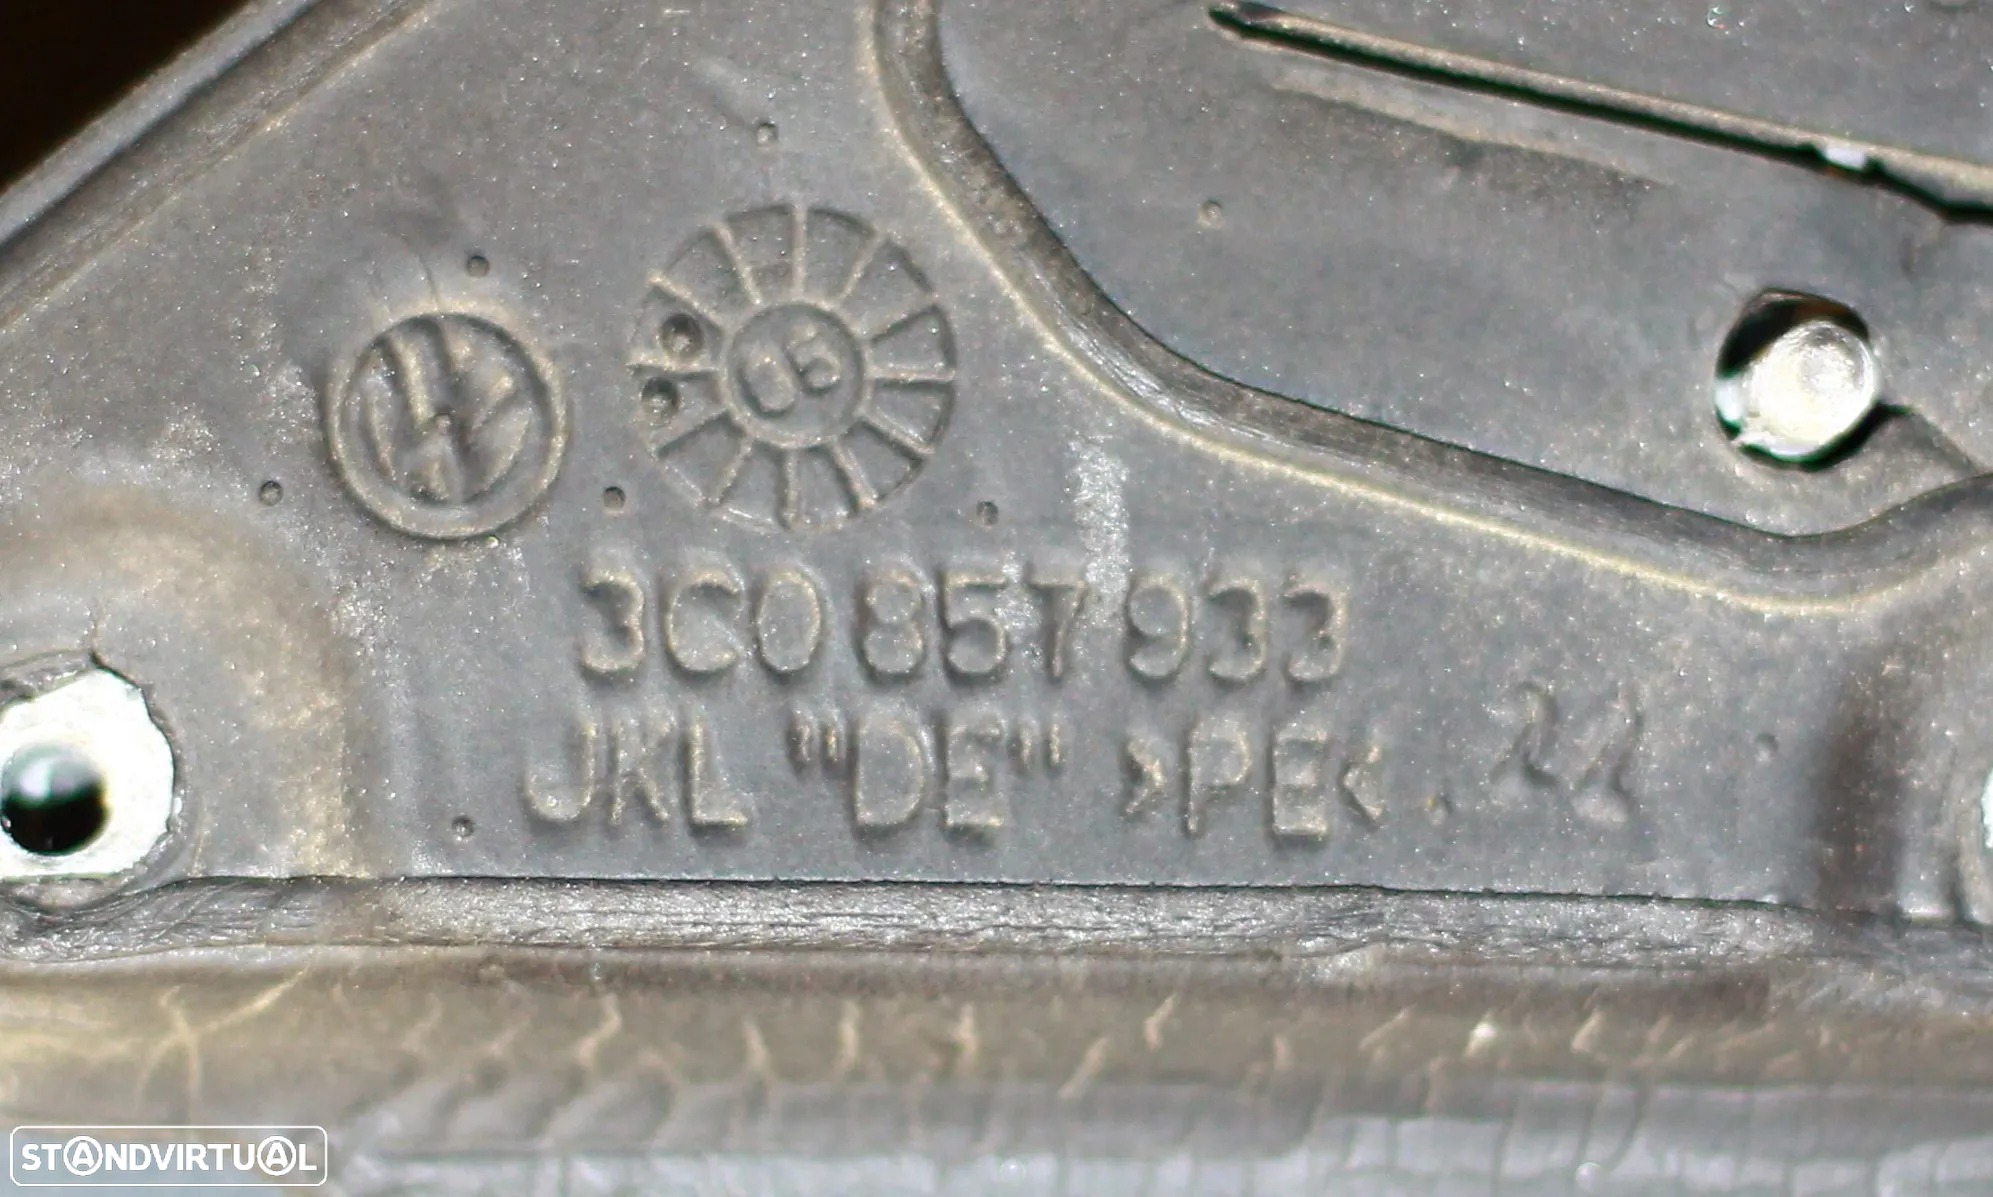 05
3C0 857 933
JKL "DE" >PE<
STANDVIRTUAL